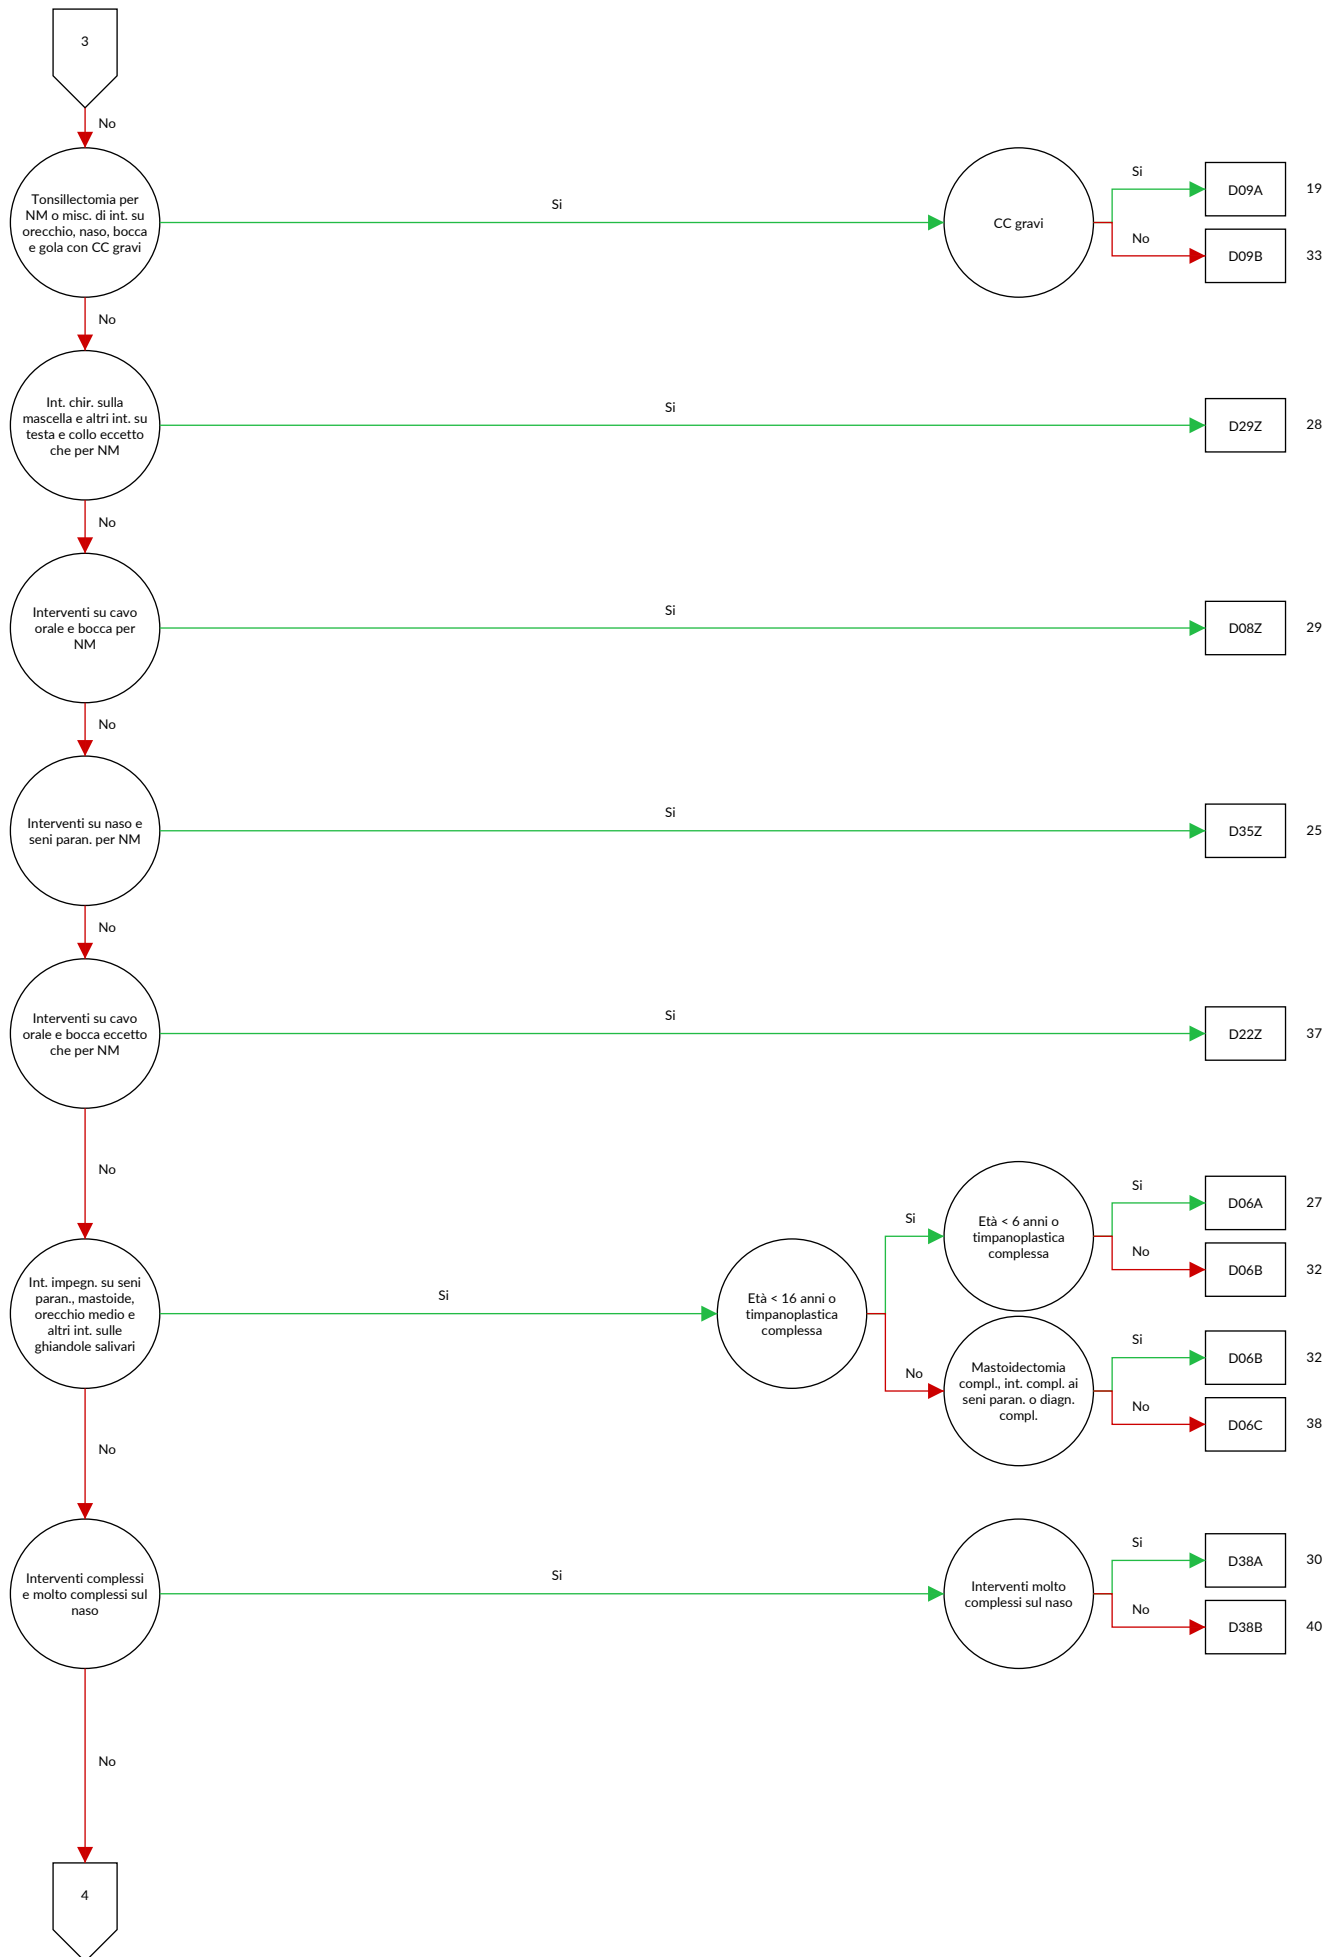 3
No
Tonsillectomia per
NM o misc. di int. su
orecchio, naso, bocca
e gola con CC gravi
Si
CC gravi
Si
D09A
19
No
D09B
33
No
Int. chir. sulla
mascella e altri int. su
testa e collo eccetto
che per NM
Si
D29Z
28
No
Interventi su cavo
orale e bocca per
NM
Si
D08Z
29
No
Interventi su naso e
seni paran. per NM
Si
D35Z
25
No
Interventi su cavo
orale e bocca eccetto
che per NM
Si
D22Z
37
No
Int. impegn. su seni
paran., mastoide,
orecchio medio e
altri int. sulle
ghiandole salivari
Si
Età < 16 anni o
timpanoplastica
complessa
Si
Età < 6 anni o
timpanoplastica
complessa
Si
D06A
27
No
D06B
32
No
Mastoidectomia
compl., int. compl. ai
seni paran. o diagn.
compl.
Si
D06B
32
No
D06C
38
No
Interventi complessi
e molto complessi sul
naso
Si
Interventi molto
complessi sul naso
Si
D38A
30
No
D38B
40
No
4